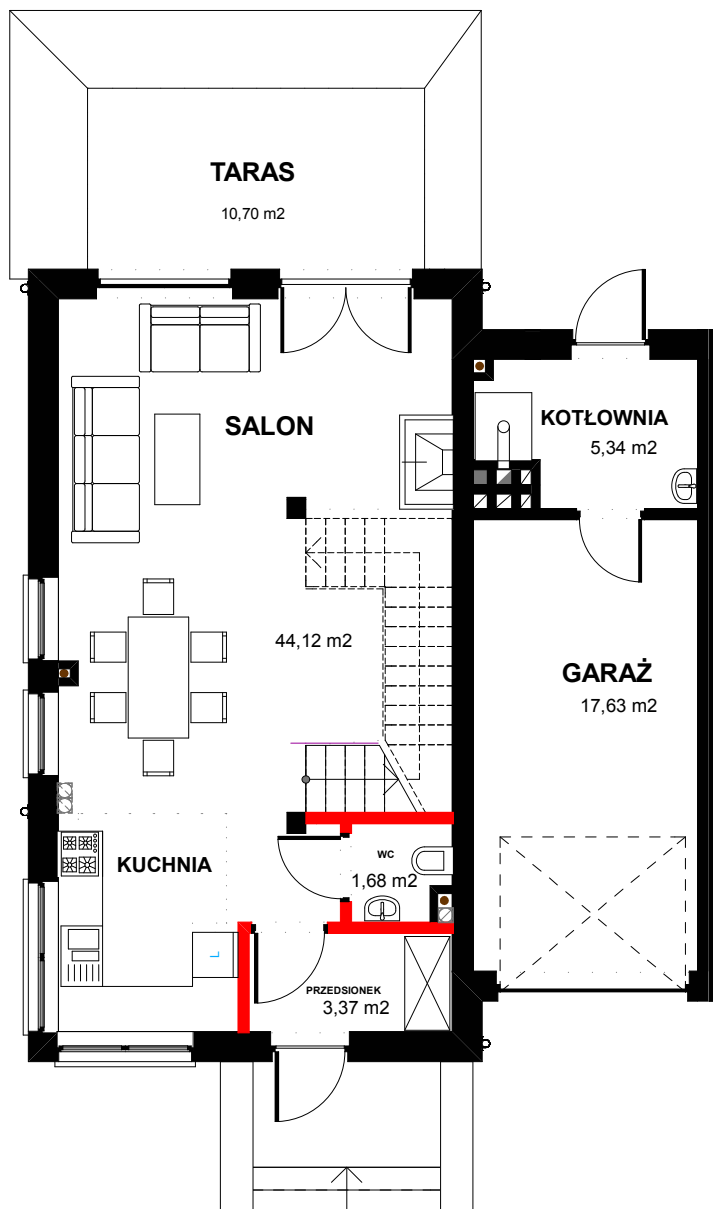 TARAS
10,70 m2
SALON
KOTŁOWNIA
5,34 m2
44,12 m2
GARAŻ
17,63 m2
KUCHNIA
WC
1,68 m2
L
PRZEDSIONEK
3,37 m2